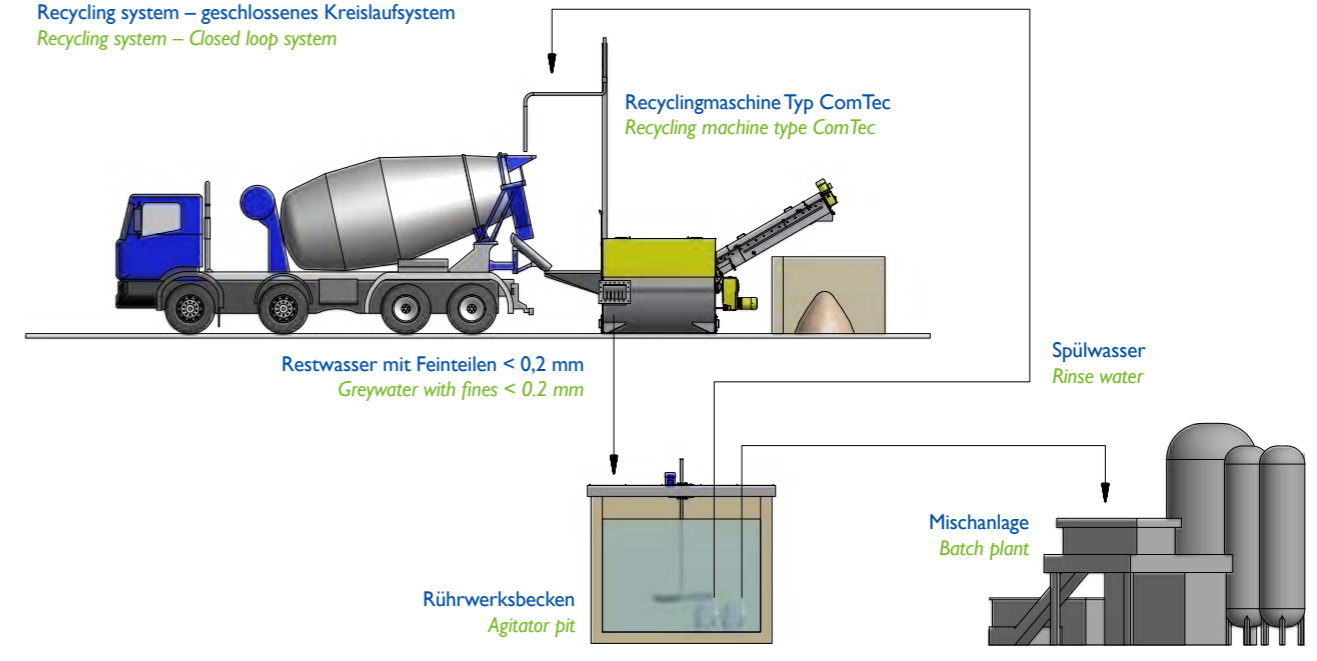 Recycling system – geschlossenes Kreislaufsystem
Recycling system – Closed loop system
Recyclingmaschine Typ ComTec
Recycling machine type ComTec
Restwasser mit Feinteilen < 0,2 mm
Greywater with fines < 0.2 mm
Spülwasser
Rinse water
Mischanlage
Batch plant
Rührwerksbecken
Agitator pit